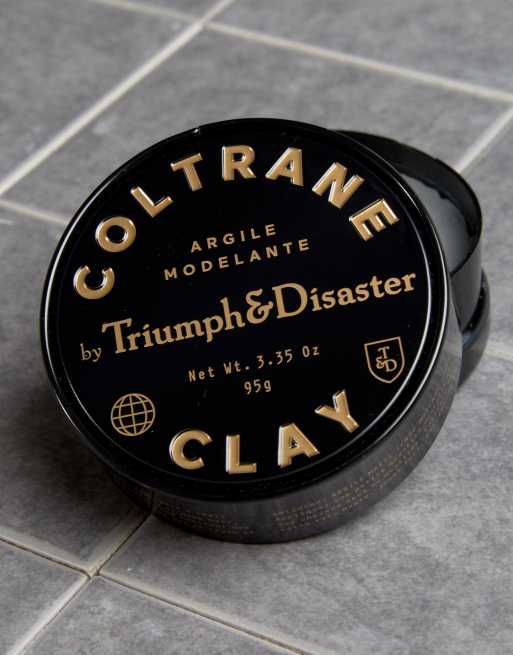 COLTRANE
ARGILE
MODELANTE
by Triumph&Disaster
Net Wt. 3.35 Oz
95g
T
&
D
CLAY